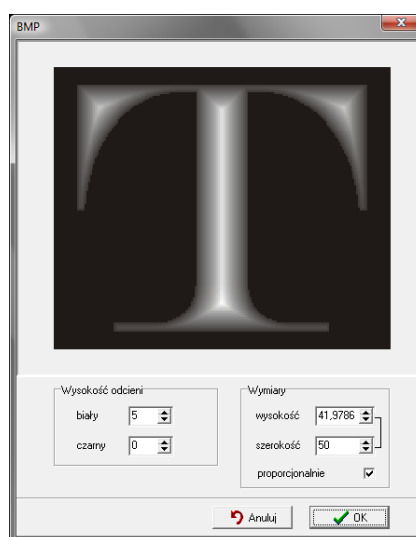 BMP
T
Wysokość odcieni
biały 5
czarny 0
Wymiary
wysokość 41,9786
szerokość 50
proporcjonalnie
Anuluj
OK